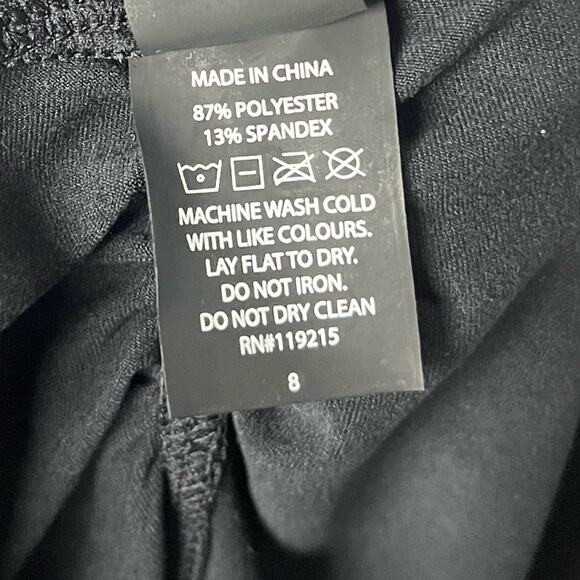 MADE IN CHINA
87% POLYESTER
13% SPANDEX
MACHINE WASH COLD
WITH LIKE COLOURS.
LAY FLAT TO DRY.
DO NOT IRON.
DO NOT DRY CLEAN
RN#119215
8